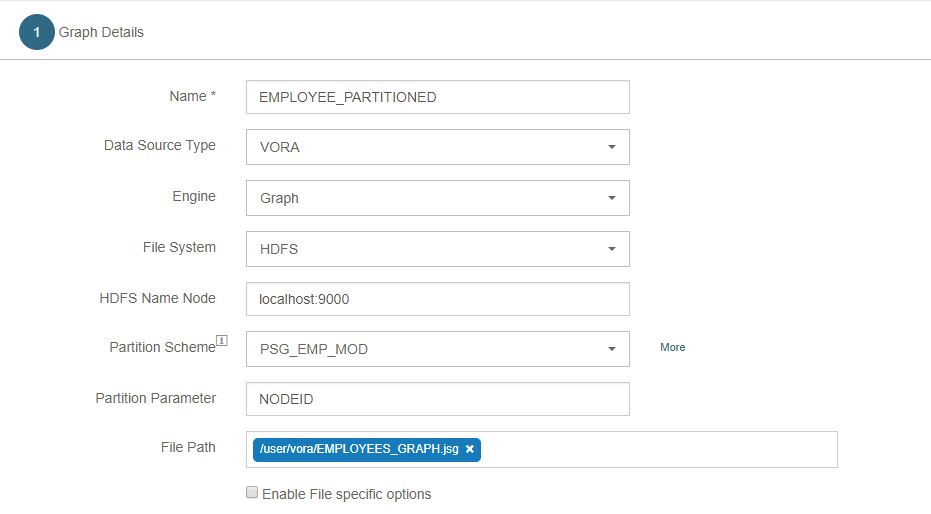 1 Graph Details
Name * EMPLOYEE_PARTITIONED
Data Source Type VORA
Engine Graph
File System HDFS
HDFS Name Node localhost:9000
Partition Scheme i PSG_EMP_MOD More
Partition Parameter NODEID
File Path /user/vora/EMPLOYEES_GRAPH.jsg ×
Enable File specific options